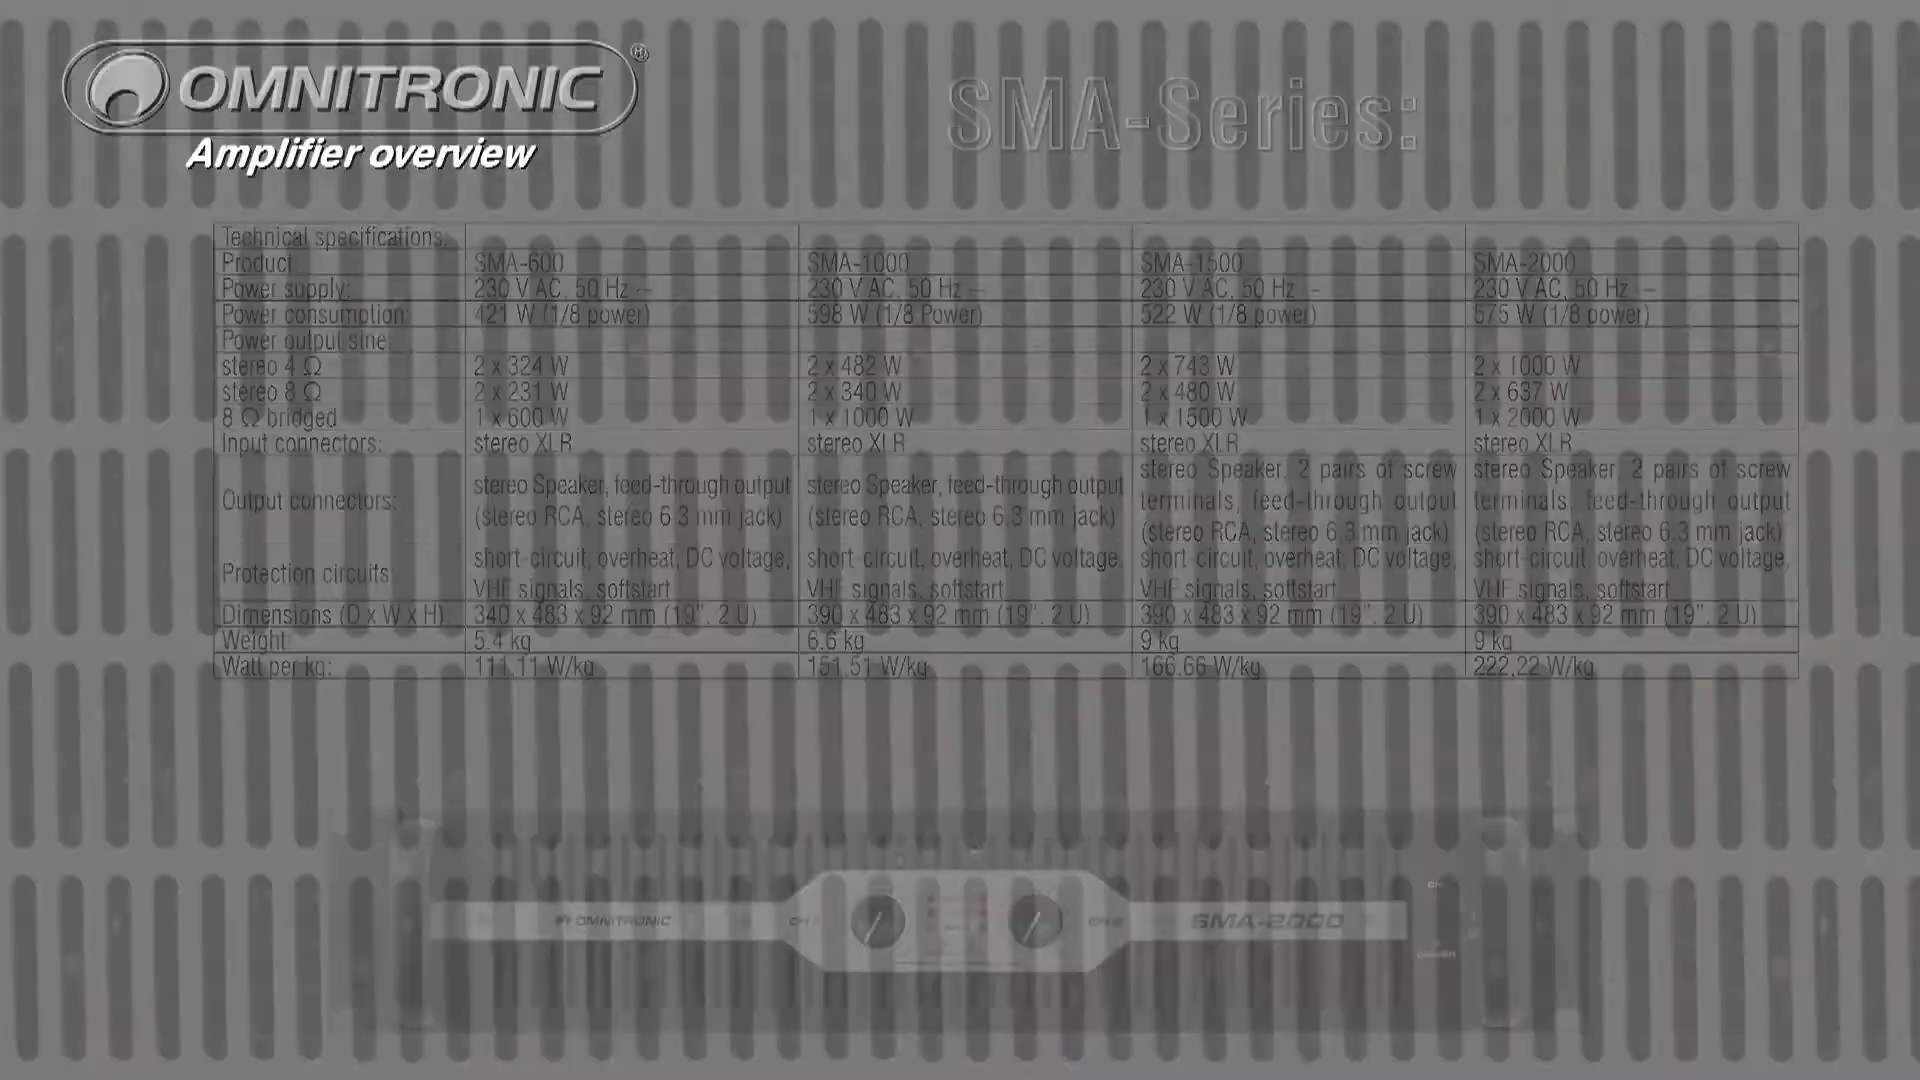 OMNITRONIC®
Amplifier overview
SMA-Series:
Technical specifications:
Product SMA-600 SMA-1000 SMA-1500 SMA-2000
Power supply: 230 V AC, 50 Hz ~ 230 V AC, 50 Hz ~ 230 V AC, 50 Hz ~ 230 V AC, 50 Hz ~
Power consumption: 421 W (1/8 power) 598 W (1/8 Power) 522 W (1/8 power) 575 W (1/8 power)
Power output sine:
stereo 4 Ω 2 x 324 W 2 x 482 W 2 x 743 W 2 x 1000 W
stereo 8 Ω 2 x 231 W 2 x 340 W 2 x 480 W 2 x 637 W
8 Ω bridged 1 x 600 W 1 x 1000 W 1 x 1500 W 1 x 2000 W
Input connectors: stereo XLR stereo XLR stereo XLR stereo XLR
Output connectors:
stereo Speaker, feed-through output
(stereo RCA, stereo 6.3 mm jack)
stereo Speaker, feed-through output
(stereo RCA, stereo 6.3 mm jack)
stereo Speaker, 2 pairs of screw
terminals, feed-through output
(stereo RCA, stereo 6.3 mm jack)
stereo Speaker, 2 pairs of screw
terminals, feed-through output
(stereo RCA, stereo 6.3 mm jack)
Protection circuits
short-circuit, overheat, DC voltage,
VHF signals, softstart
short-circuit, overheat, DC voltage,
VHF signals, softstart
short-circuit, overheat, DC voltage,
VHF signals, softstart
short-circuit, overheat, DC voltage,
VHF signals, softstart
Dimensions (D x W x H): 340 x 483 x 92 mm (19", 2 U) 390 x 483 x 92 mm (19", 2 U) 390 x 483 x 92 mm (19", 2 U) 390 x 483 x 92 mm (19", 2 U)
Weight: 5.4 kg 6.6 kg 9 kg 9 kg
Watt per kg: 111,11 W/kg 151,51 W/kg 166,66 W/kg 222,22 W/kg
OMNITRONIC CH 1 CH 2 SMA-2000
ON
POWER